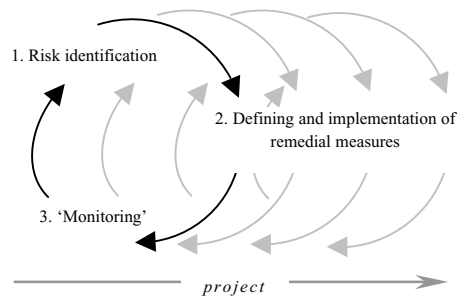 1. Risk identification
2. Defining and implementation of
remedial measures
3. ‘Monitoring’
project